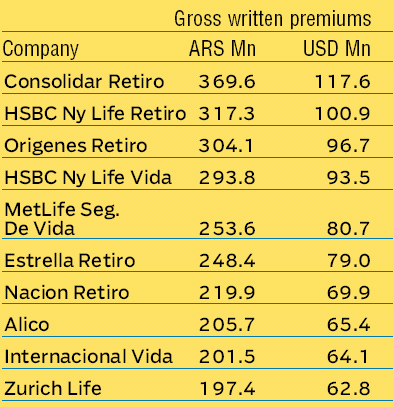 Gross written premiums
Company ARS Mn USD Mn
Consolidar Retiro 369.6 117.6
HSBC Ny Life Retiro 317.3 100.9
Origenes Retiro 304.1 96.7
HSBC Ny Life Vida 293.8 93.5
MetLife Seg.
De Vida 253.6 80.7
Estrella Retiro 248.4 79.0
Nacion Retiro 219.9 69.9
Alico 205.7 65.4
Internacional Vida 201.5 64.1
Zurich Life 197.4 62.8